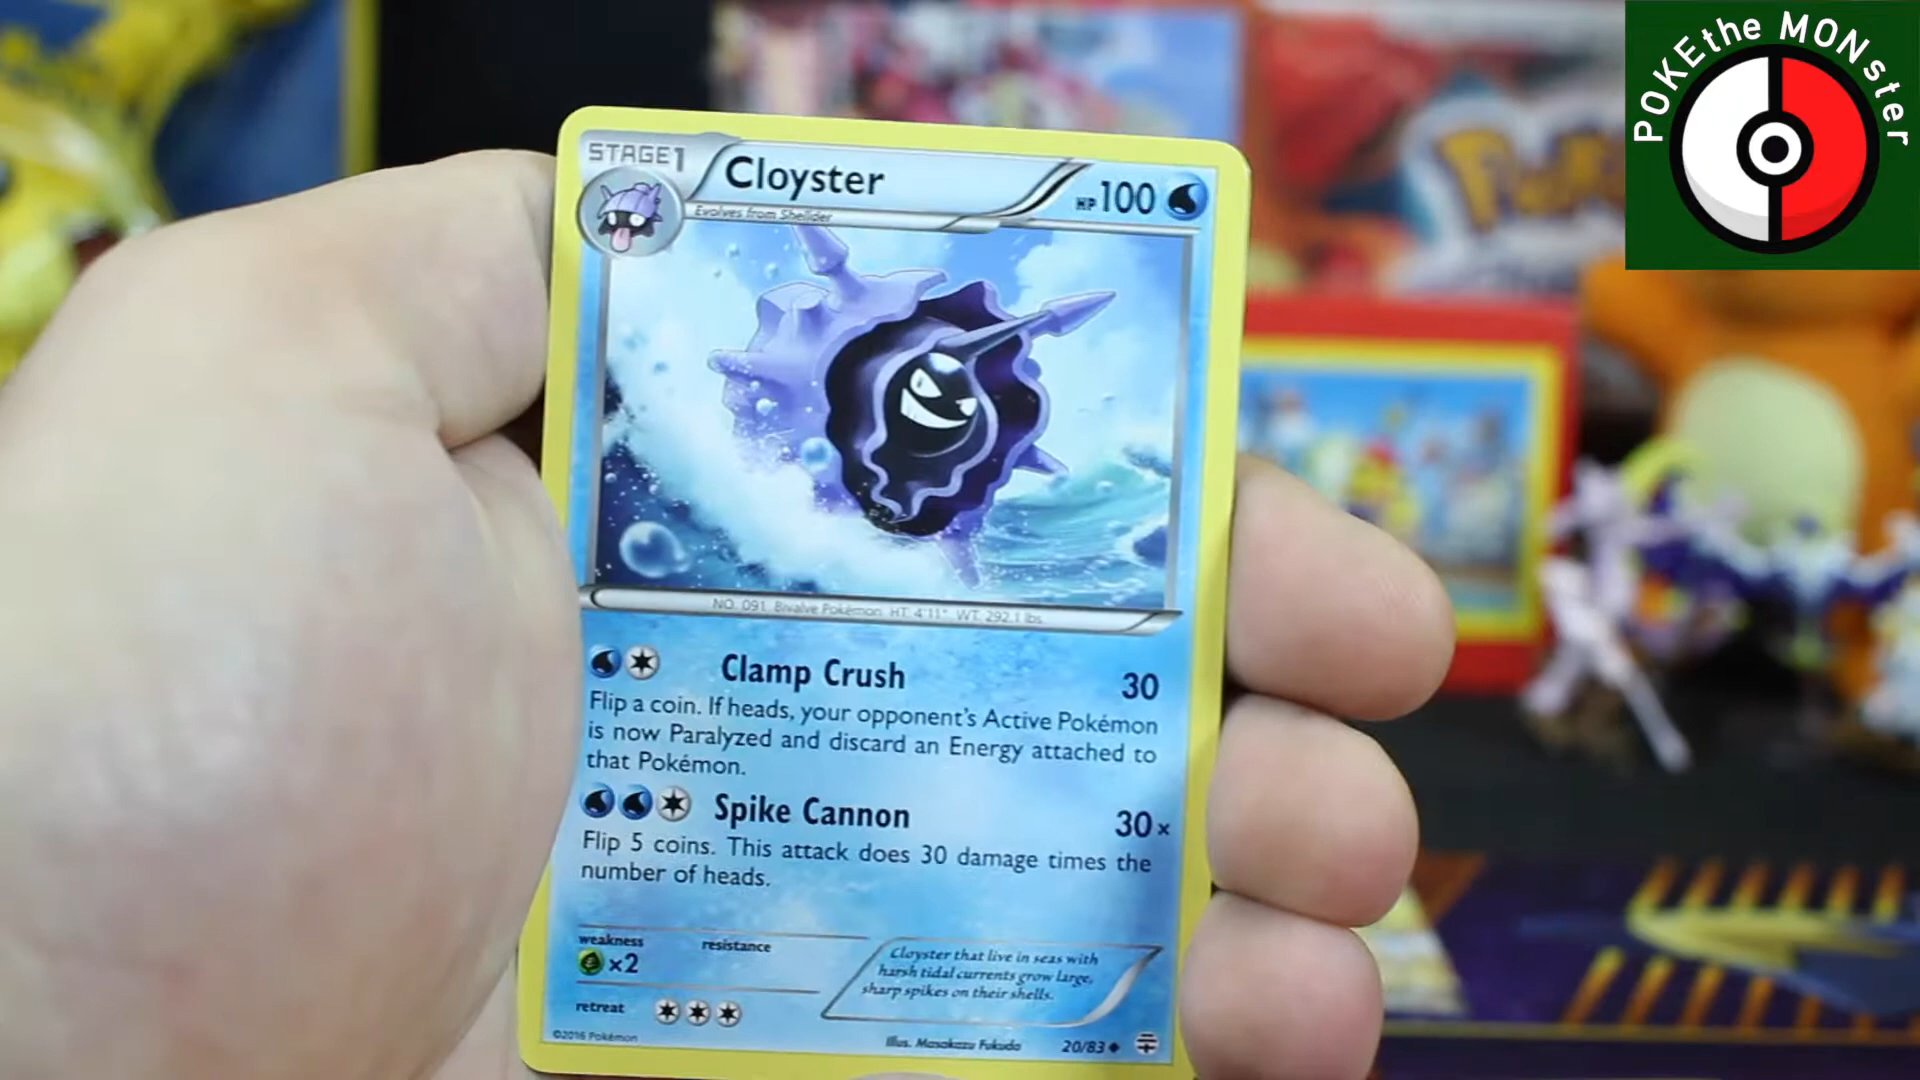 POKEthe MONster
STAGE1
Cloyster
HP 100
Evolves from Shellder
NO. 091 Bivalve Pokémon HT. 4'11" WT. 292.1 lbs.
Clamp Crush 30
Flip a coin. If heads, your opponent's Active Pokémon
is now Paralyzed and discard an Energy attached to
that Pokémon.
Spike Cannon 30×
Flip 5 coins. This attack does 30 damage times the
number of heads.
weakness resistance
×2
retreat
Cloyster that live in seas with
harsh tidal currents grow large,
sharp spikes on their shells.
©2016 Pokémon
Illus. Masakazu Fukuda 20/83